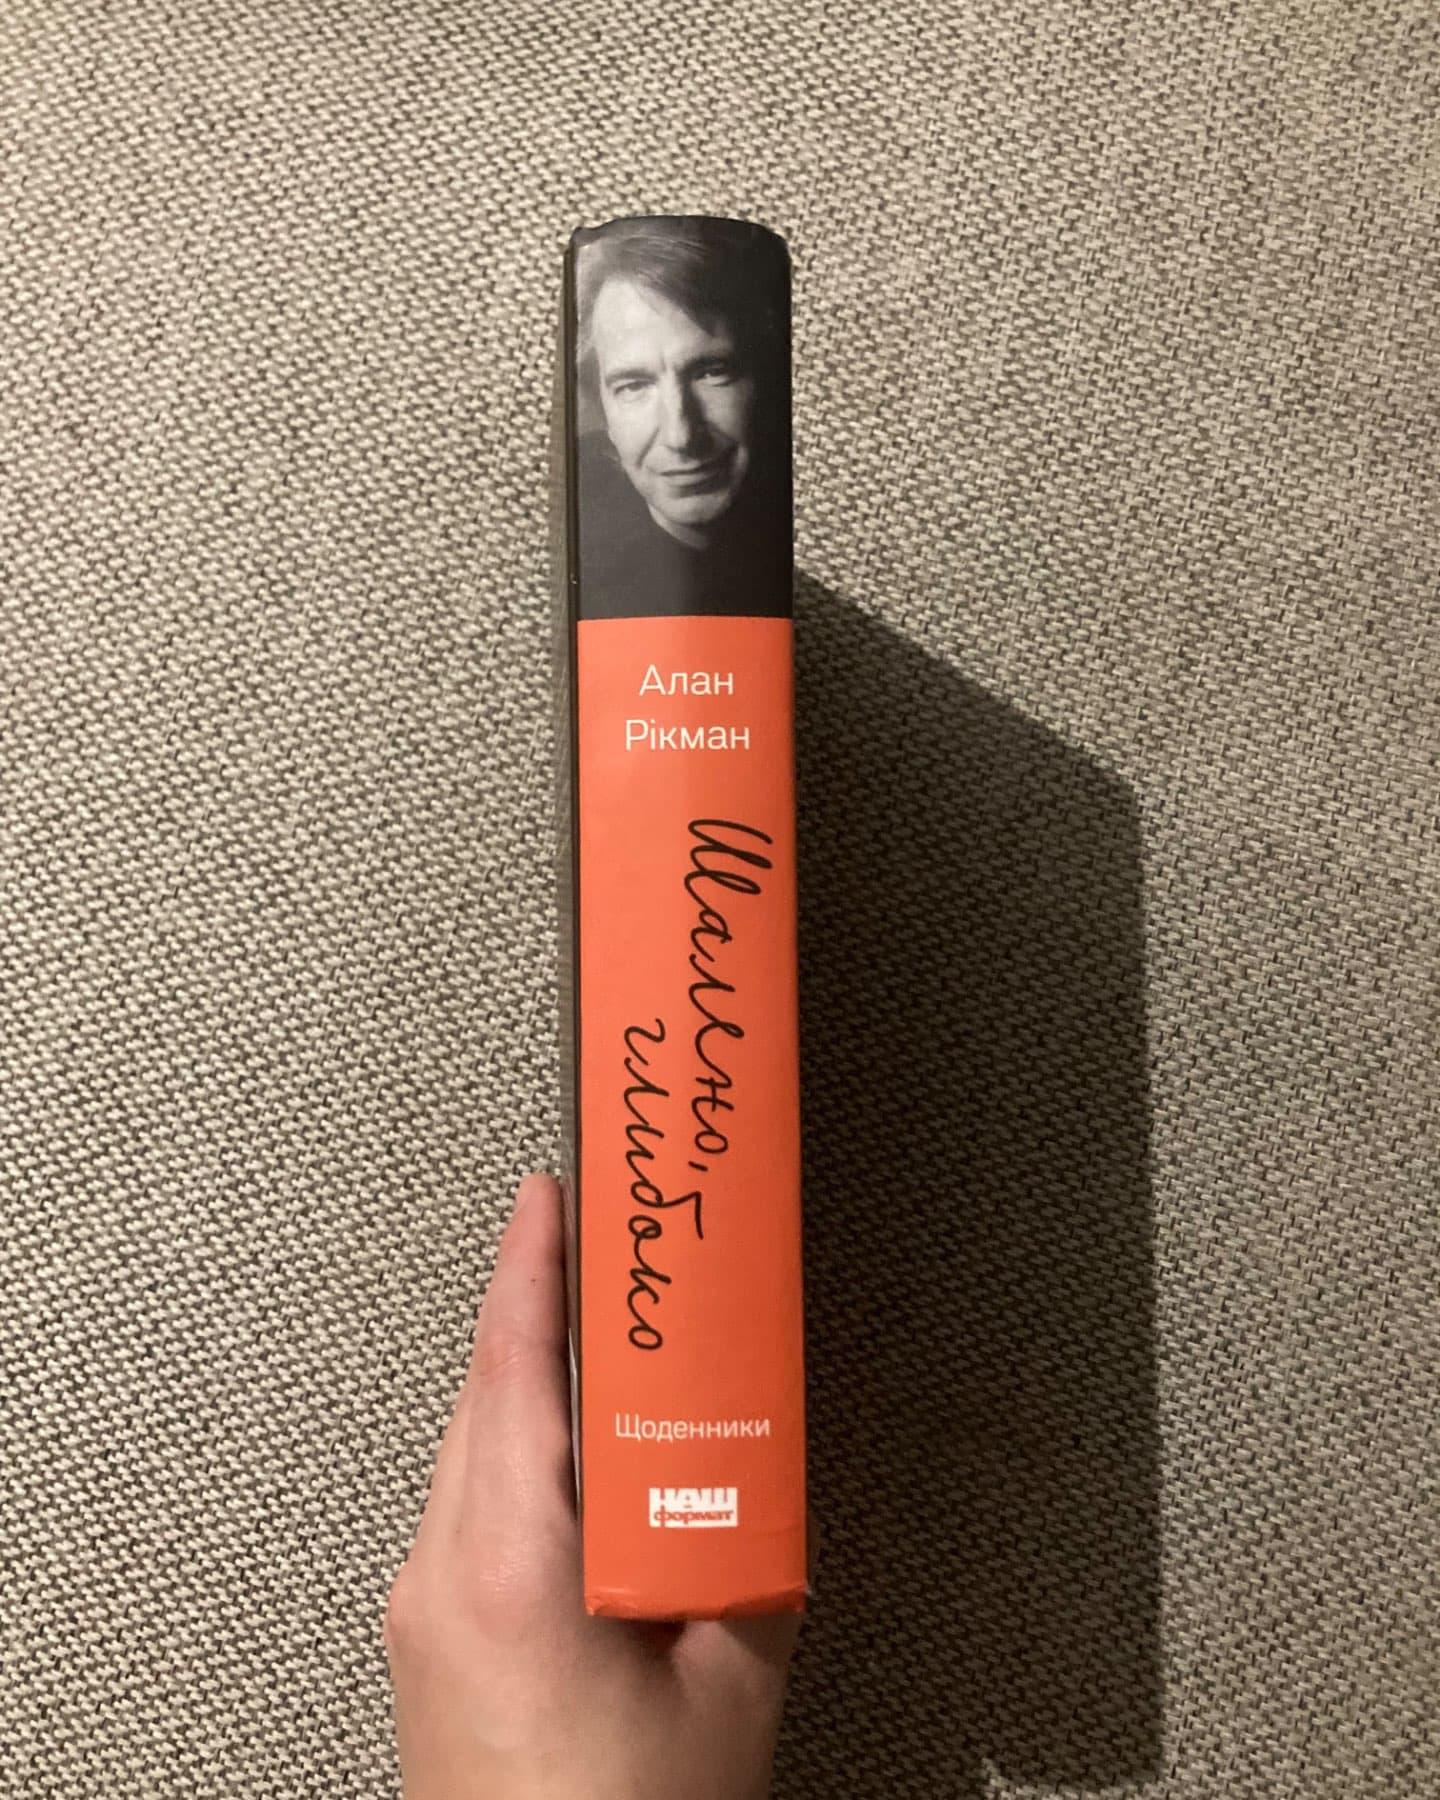 Алан
Рікман
Шалено,
глибоко
Щоденники
НАШ
формат